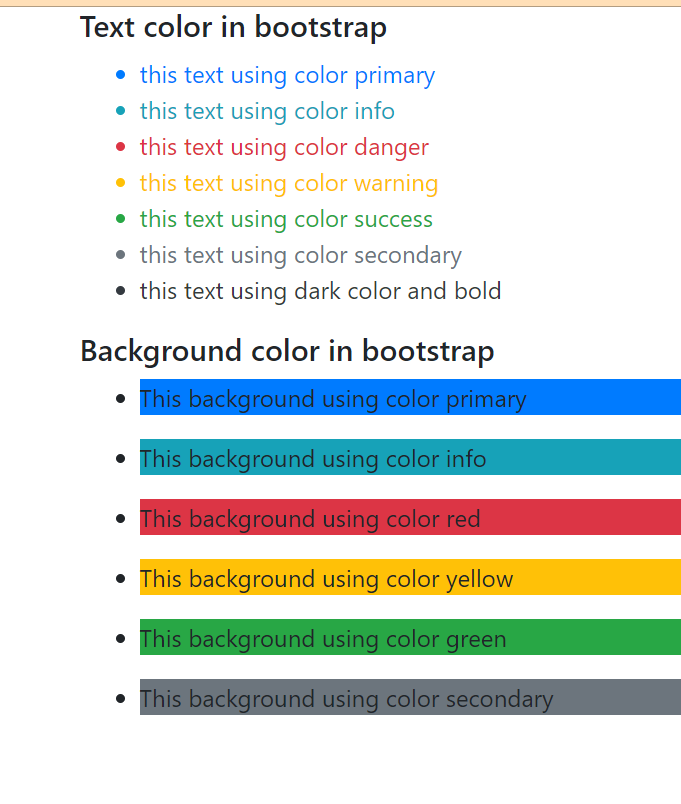 Text color in bootstrap
this text using color primary
this text using color info
this text using color danger
this text using color warning
this text using color success
this text using color secondary
this text using dark color and bold
Background color in bootstrap
This background using color primary
This background using color info
This background using color red
This background using color yellow
This background using color green
This background using color secondary